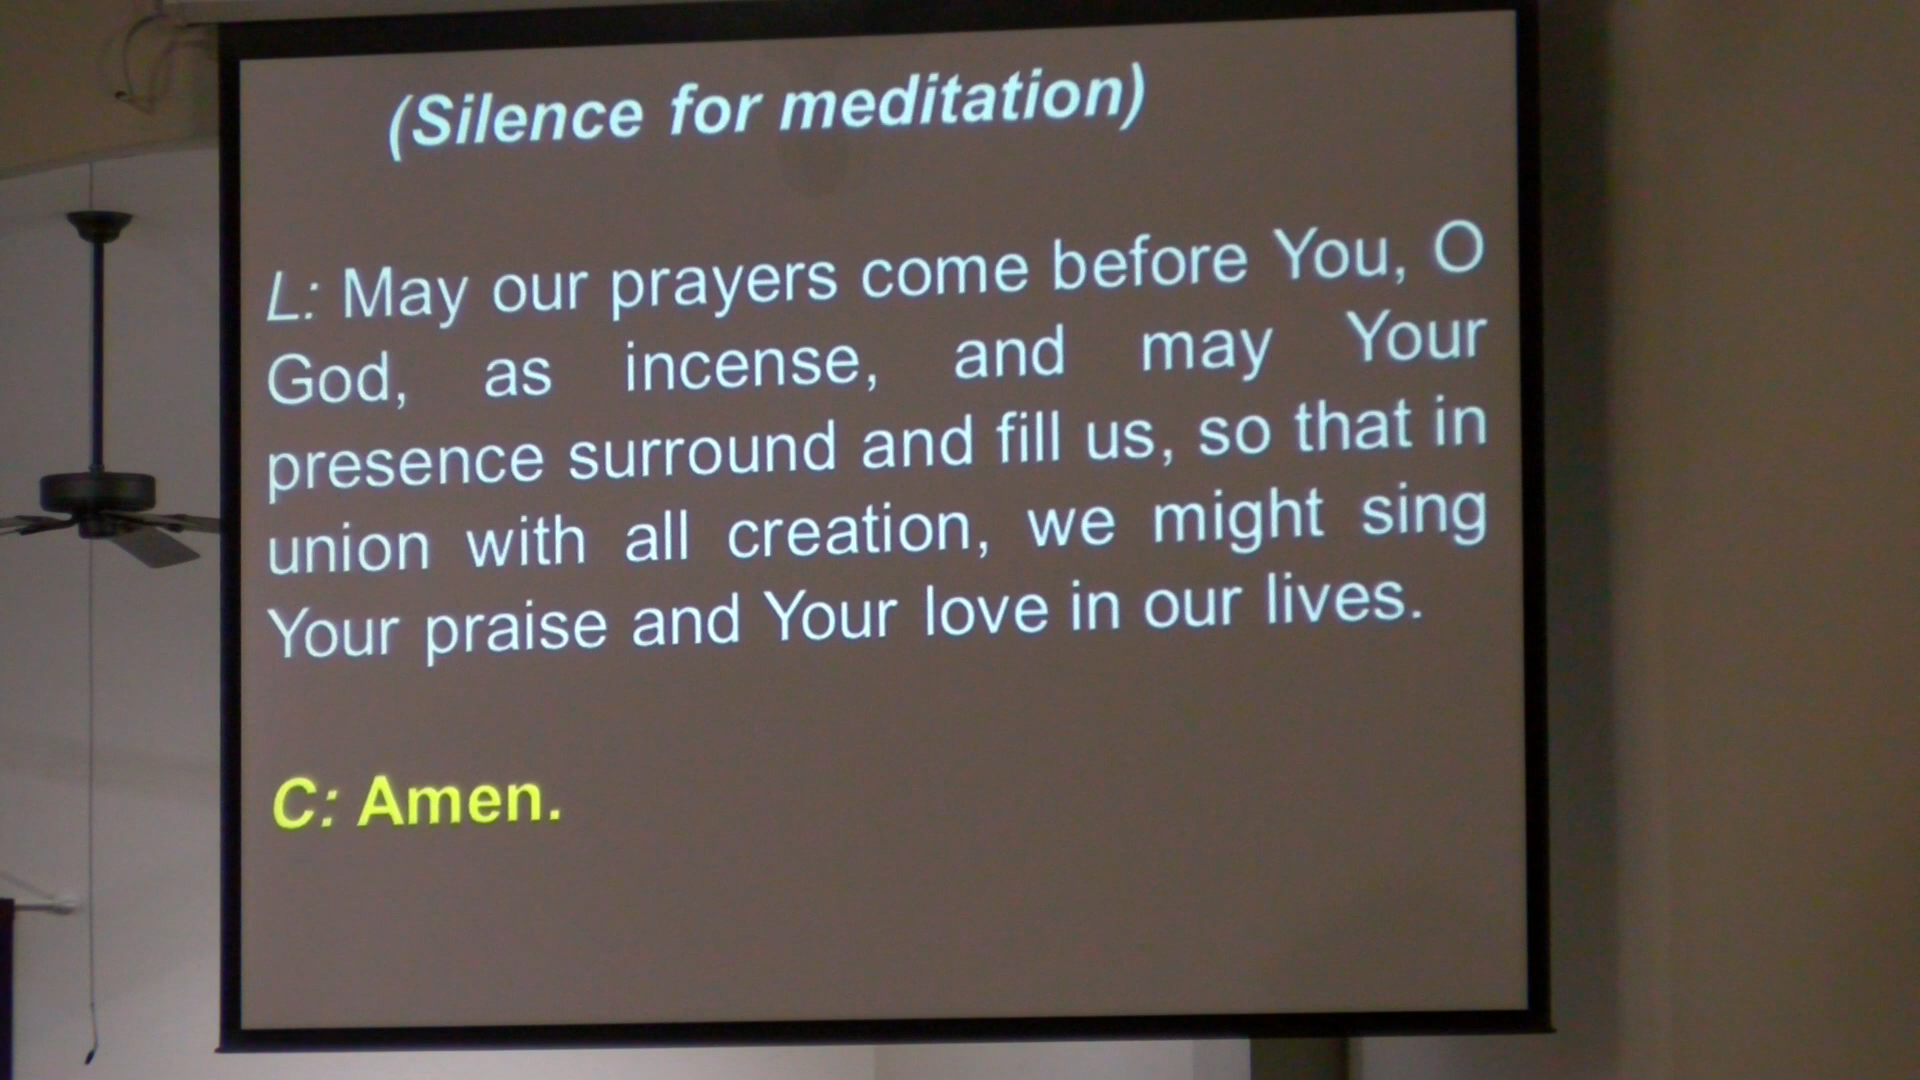 (Silence for meditation)
L: May our prayers come before You, O
God, as incense, and may Your
presence surround and fill us, so that in
union with all creation, we might sing
Your praise and Your love in our lives.
C: Amen.